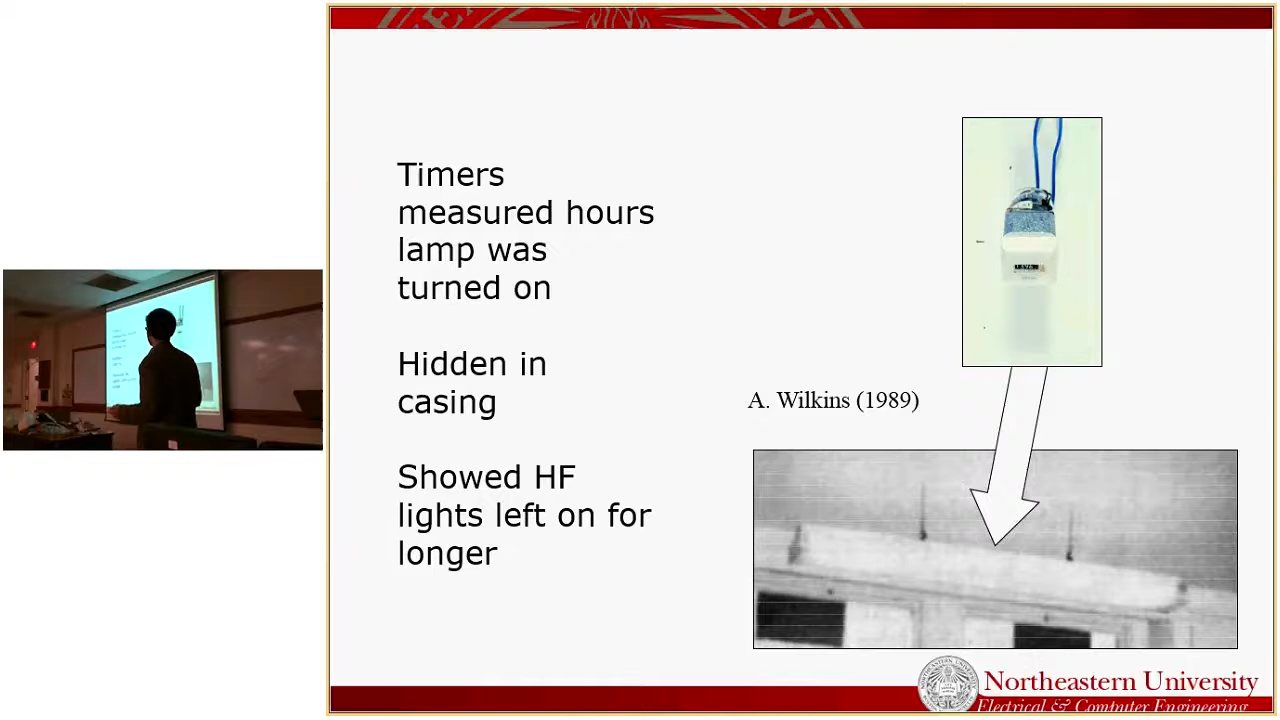 Timers
measured hours
lamp was
turned on
Hidden in
casing
Showed HF
lights left on for
longer
A. Wilkins (1989)
Northeastern University
Electrical & Computer Engineering